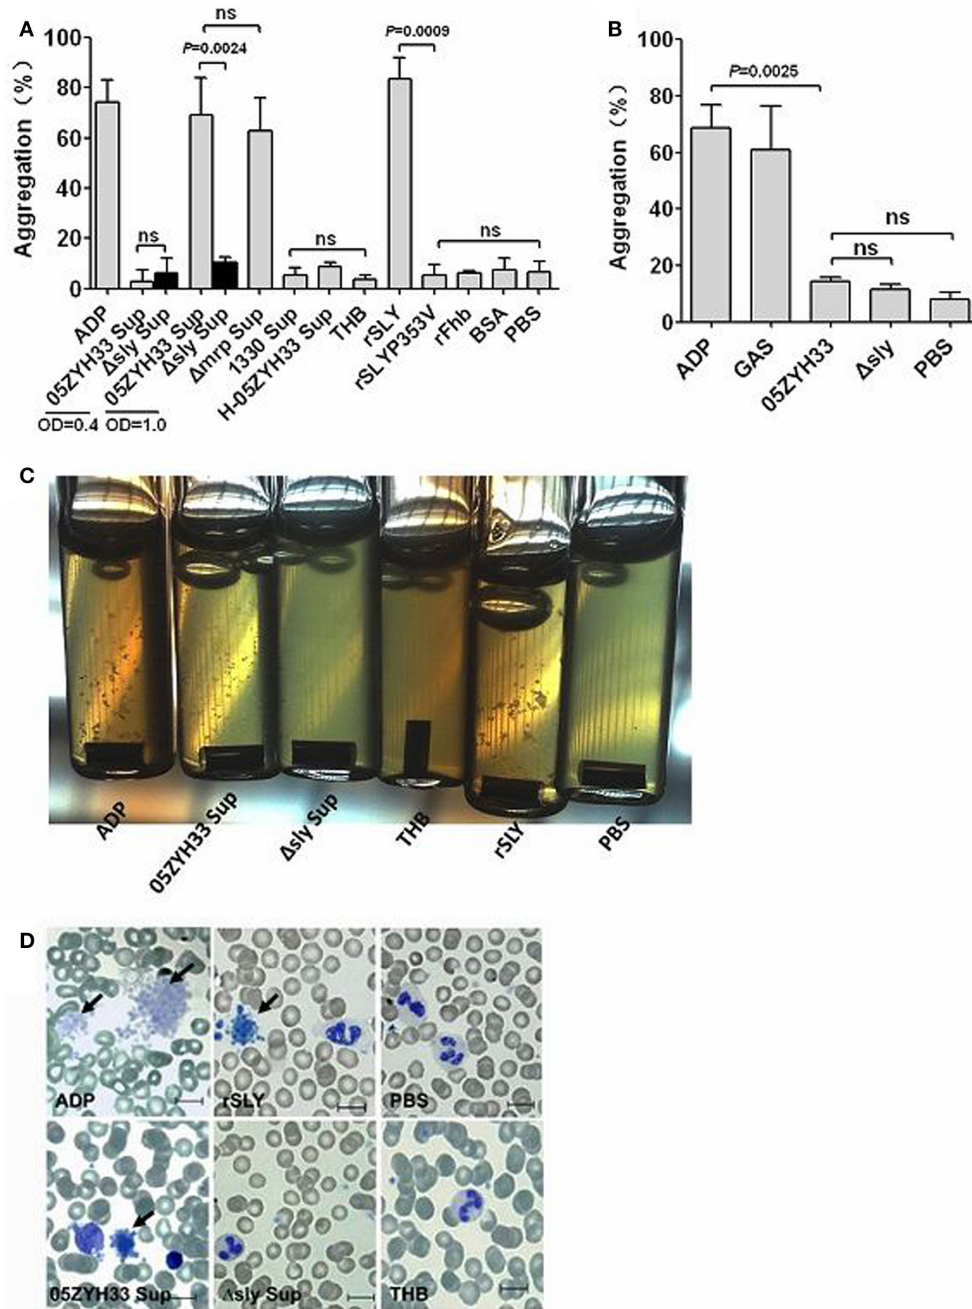 A
Aggregation (%)
100
80
60
40
20
0
ns
P=0.0024
P=0.0009
ns
ns
ns
ADP
05ZYH33 Sup
Δsly Sup
05ZYH33 Sup
Δsly Sup
Δmrp Sup
1330 Sup
H-05ZYH33 Sup
THB
rSLY
rSLYP353V
rFhb
BSA
PBS
OD=0.4 OD=1.0
B
Aggregation (%)
100
80
60
40
20
0
P=0.0025
ns
ns
ADP
GAS
05ZYH33
Δsly
PBS
C
ADP
05ZYH33 Sup
Δsly Sup
THB
rSLY
PBS
D
ADP
rSLY
PBS
05ZYH33 Sup
Δsly Sup
THB